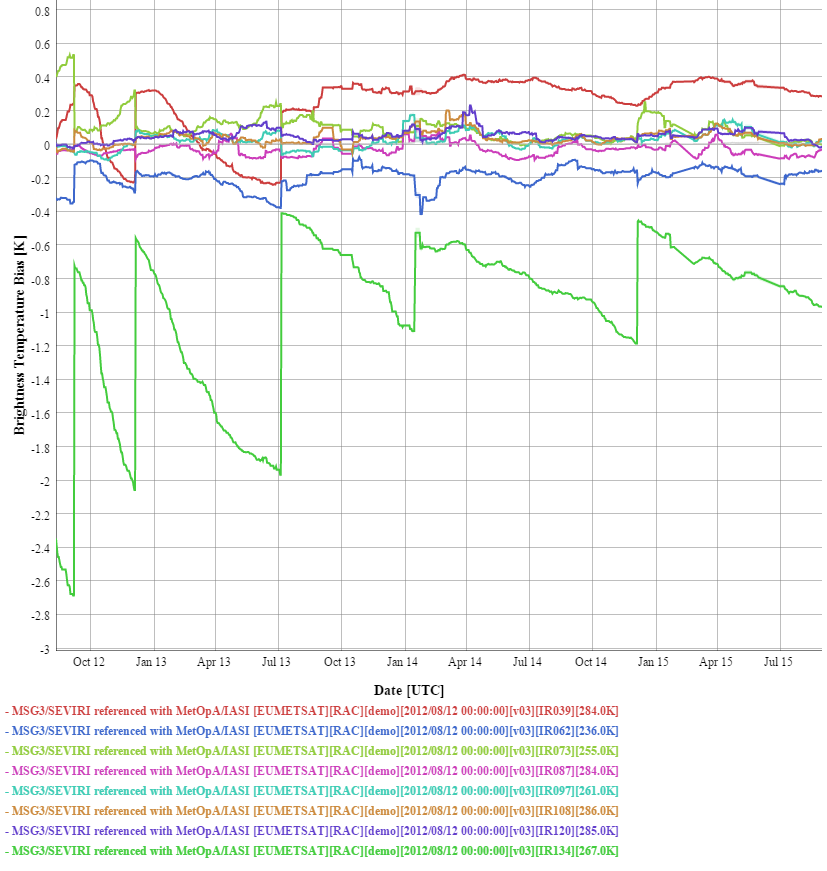 0.8
0.6
0.4
0.2
0
-0.2
-0.4
-0.6
-0.8
-1
-1.2
-1.4
-1.6
-1.8
-2
-2.2
-2.4
-2.6
-2.8
-3
Brightness Temperature Bias [K]
Oct 12 Jan 13 Apr 13 Jul 13 Oct 13 Jan 14 Apr 14 Jul 14 Oct 14 Jan 15 Apr 15 Jul 15
Date [UTC]
- MSG3/SEVIRI referenced with MetOpA/IASI [EUMETSAT][RAC][demo][2012/08/12 00:00:00][v03][IR039][284.0K]
- MSG3/SEVIRI referenced with MetOpA/IASI [EUMETSAT][RAC][demo][2012/08/12 00:00:00][v03][IR062][236.0K]
- MSG3/SEVIRI referenced with MetOpA/IASI [EUMETSAT][RAC][demo][2012/08/12 00:00:00][v03][IR073][255.0K]
- MSG3/SEVIRI referenced with MetOpA/IASI [EUMETSAT][RAC][demo][2012/08/12 00:00:00][v03][IR087][284.0K]
- MSG3/SEVIRI referenced with MetOpA/IASI [EUMETSAT][RAC][demo][2012/08/12 00:00:00][v03][IR097][261.0K]
- MSG3/SEVIRI referenced with MetOpA/IASI [EUMETSAT][RAC][demo][2012/08/12 00:00:00][v03][IR108][286.0K]
- MSG3/SEVIRI referenced with MetOpA/IASI [EUMETSAT][RAC][demo][2012/08/12 00:00:00][v03][IR120][285.0K]
- MSG3/SEVIRI referenced with MetOpA/IASI [EUMETSAT][RAC][demo][2012/08/12 00:00:00][v03][IR134][267.0K]